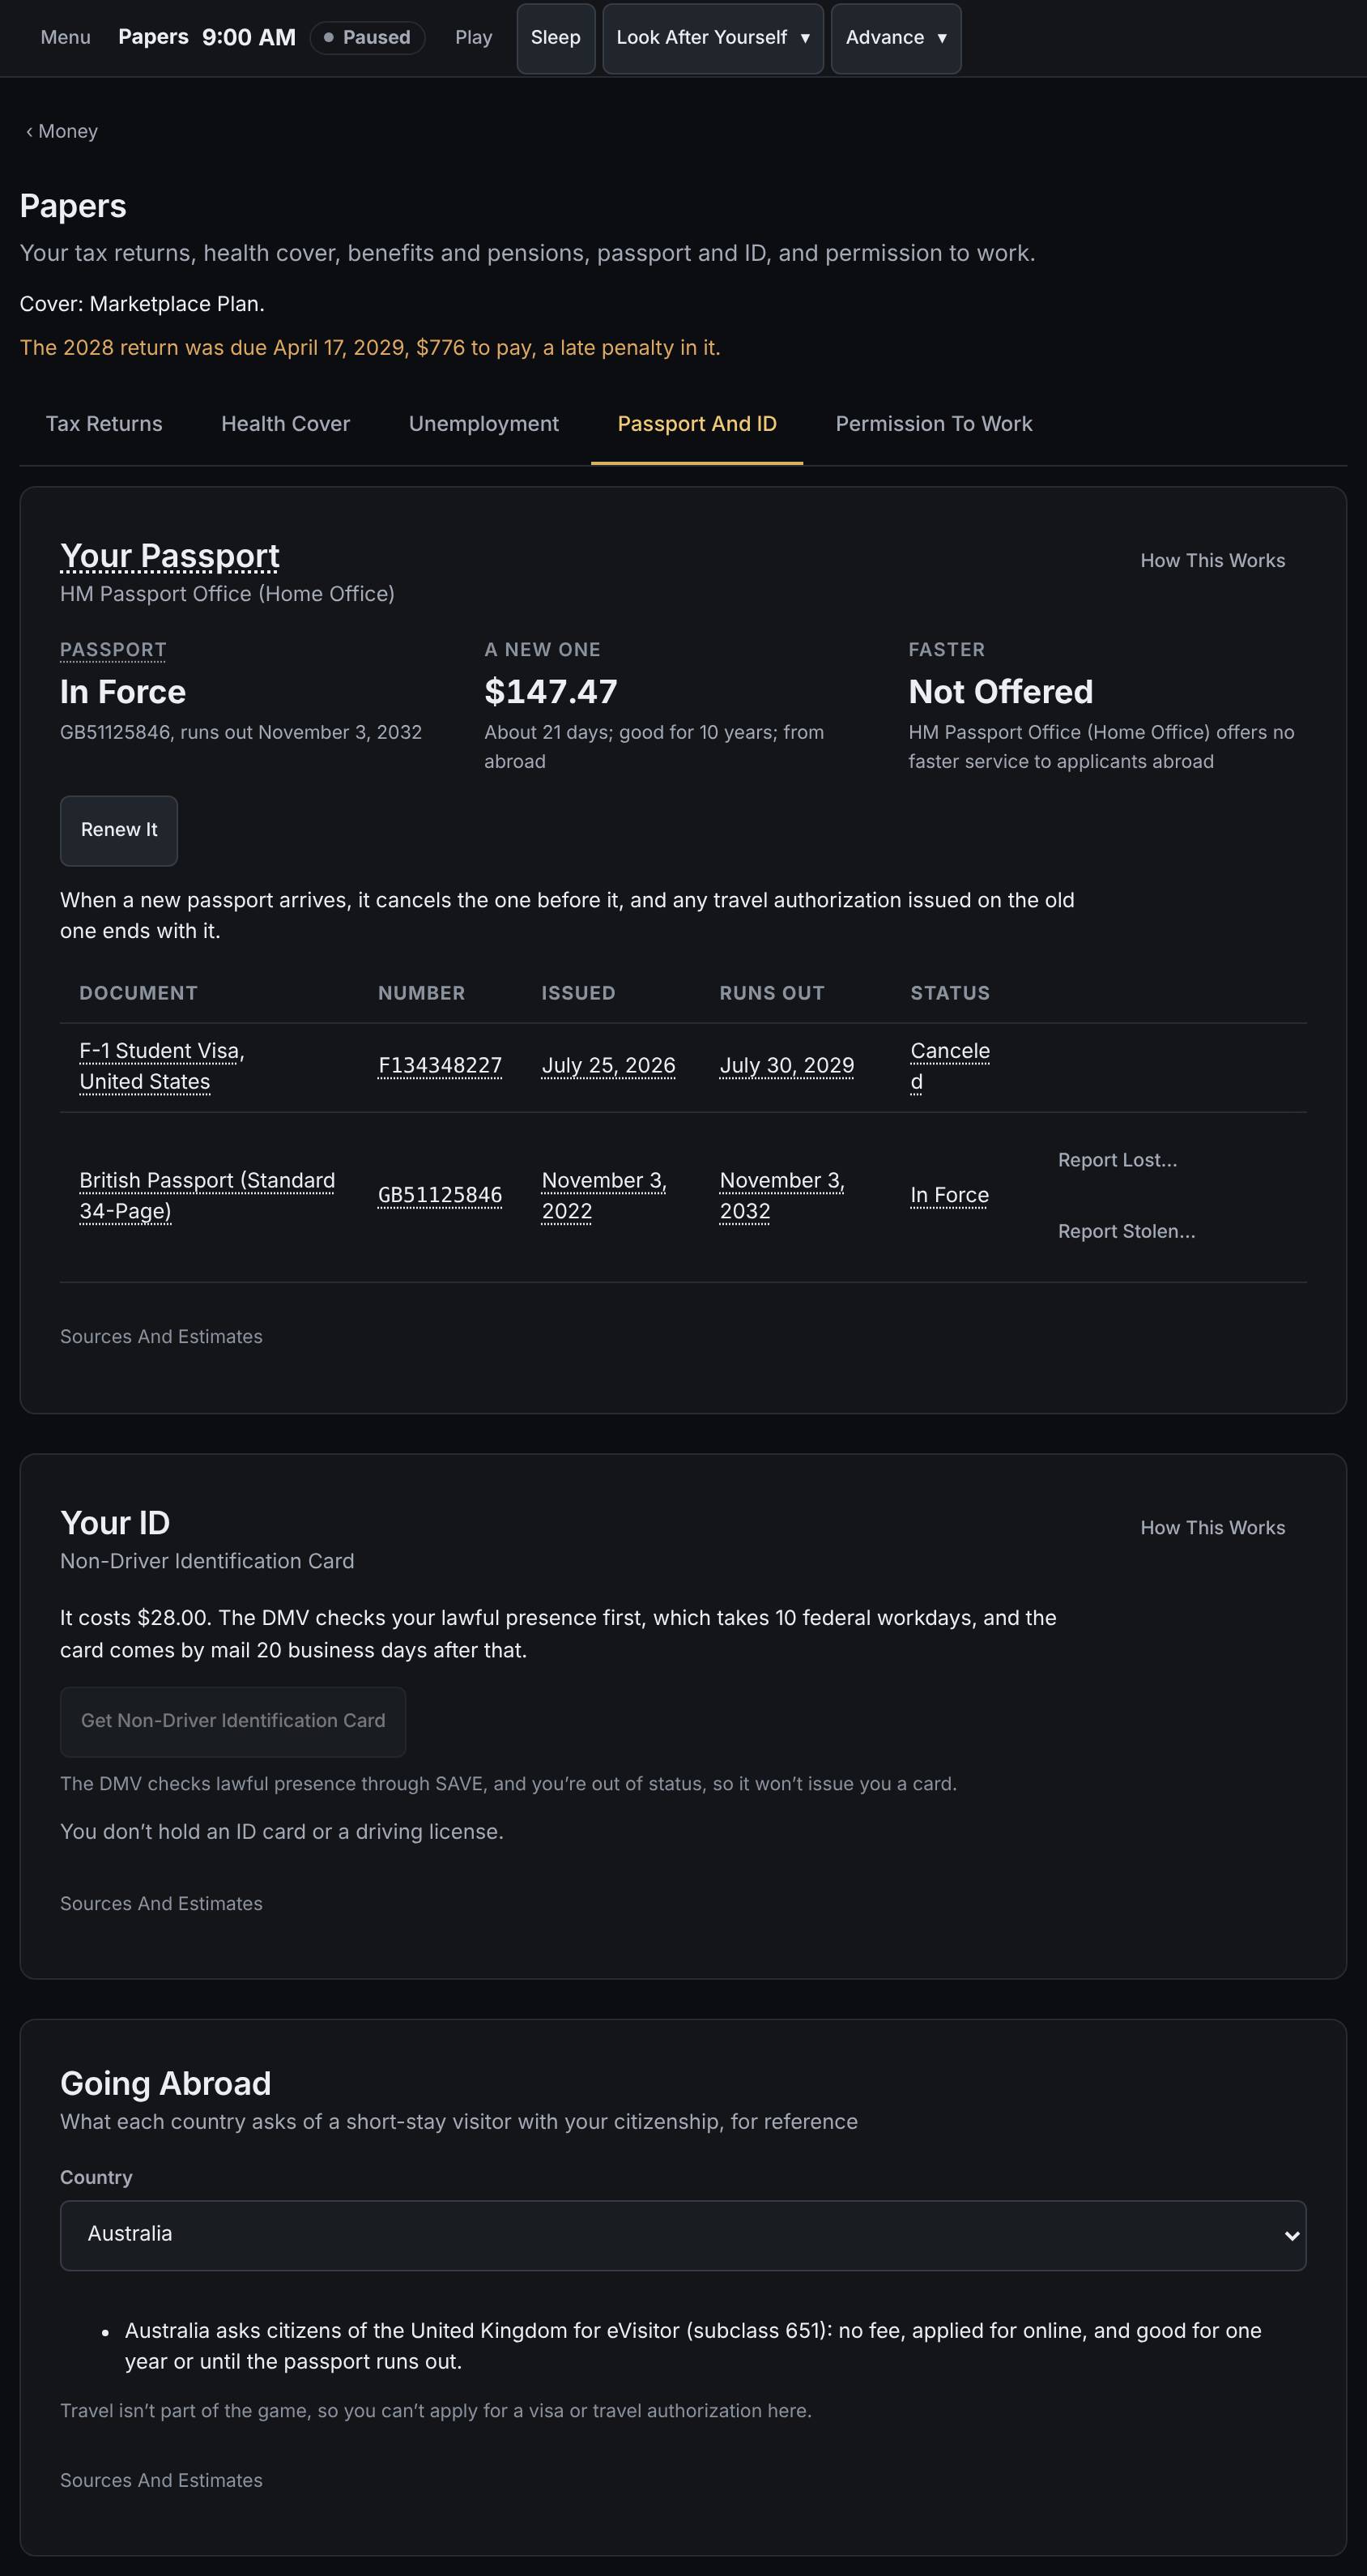 Menu Papers 9:00 AM Paused Play Sleep Look After Yourself ▾ Advance ▾
‹ Money
Papers
Your tax returns, health cover, benefits and pensions, passport and ID, and permission to work.
Cover: Marketplace Plan.
The 2028 return was due April 17, 2029, $776 to pay, a late penalty in it.
Tax Returns Health Cover Unemployment Passport And ID Permission To Work
Your Passport How This Works
HM Passport Office (Home Office)
PASSPORT A NEW ONE FASTER
In Force $147.47 Not Offered
GB51125846, runs out November 3, 2032 About 21 days; good for 10 years; from HM Passport Office (Home Office) offers no
abroad faster service to applicants abroad
Renew It
When a new passport arrives, it cancels the one before it, and any travel authorization issued on the old
one ends with it.
DOCUMENT NUMBER ISSUED RUNS OUT STATUS
F-1 Student Visa, F134348227 July 25, 2026 July 30, 2029 Cancele
United States d
Report Lost...
British Passport (Standard GB51125846 November 3, November 3, In Force
34-Page) 2022 2032
Report Stolen...
Sources And Estimates
Your ID How This Works
Non-Driver Identification Card
It costs $28.00. The DMV checks your lawful presence first, which takes 10 federal workdays, and the
card comes by mail 20 business days after that.
Get Non-Driver Identification Card
The DMV checks lawful presence through SAVE, and you’re out of status, so it won’t issue you a card.
You don’t hold an ID card or a driving license.
Sources And Estimates
Going Abroad
What each country asks of a short-stay visitor with your citizenship, for reference
Country
Australia
• Australia asks citizens of the United Kingdom for eVisitor (subclass 651): no fee, applied for online, and good for one
year or until the passport runs out.
Travel isn’t part of the game, so you can’t apply for a visa or travel authorization here.
Sources And Estimates